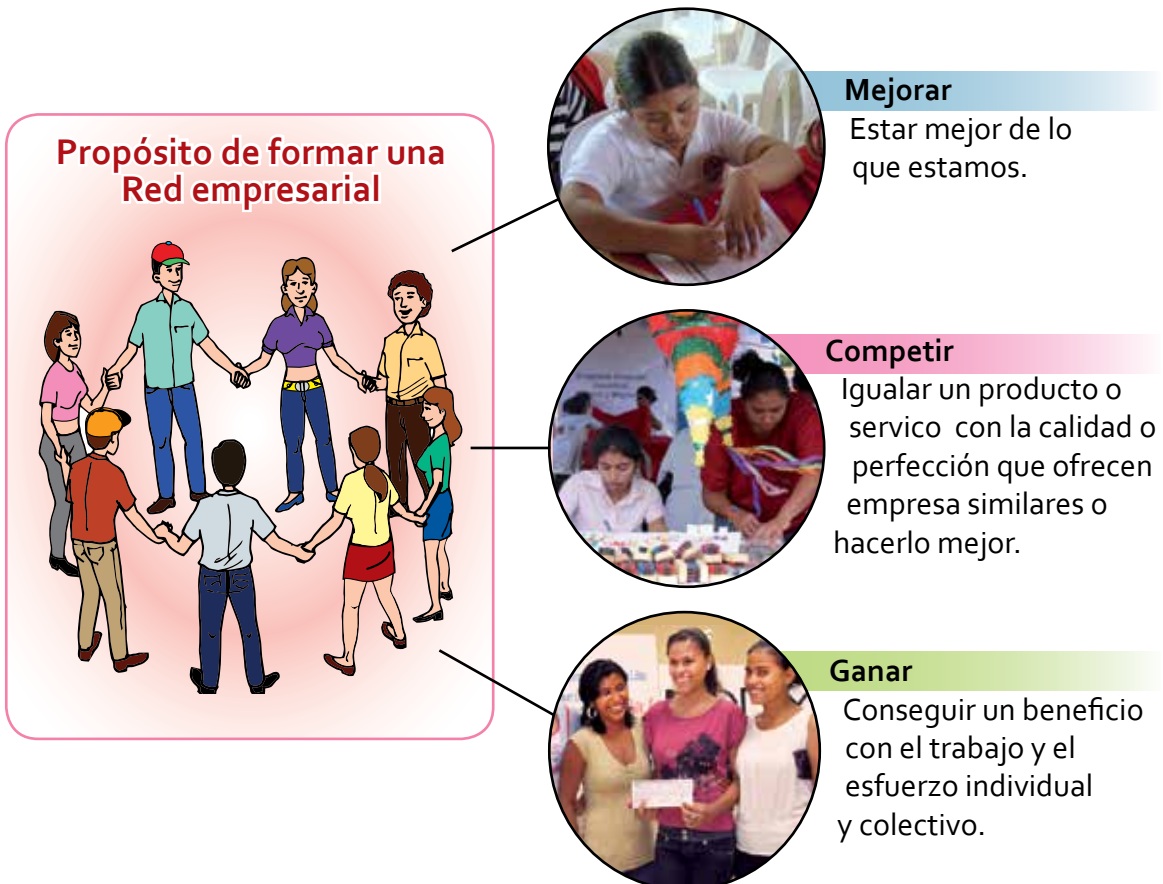 Propósito de formar una
Red empresarial
Mejorar
Estar mejor de lo
que estamos.
Competir
Igualar un producto o
servico con la calidad o
perfección que ofrecen
empresa similares o
hacerlo mejor.
Ganar
Conseguir un beneficio
con el trabajo y el
esfuerzo individual
y colectivo.